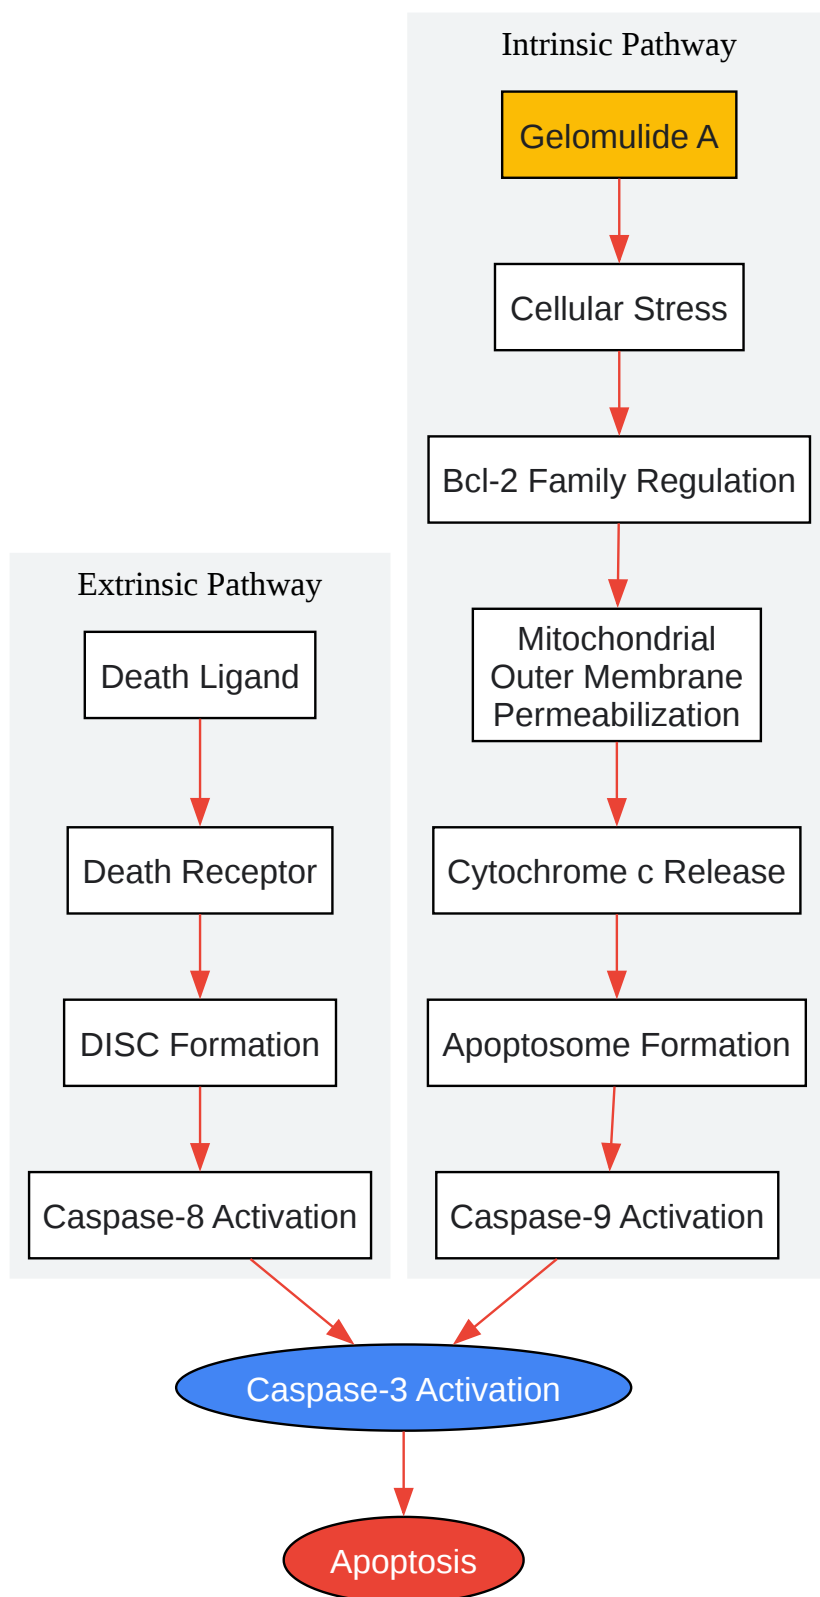 Intrinsic Pathway
Gelomulide A
Cellular Stress
Bcl-2 Family Regulation
Mitochondrial
Outer Membrane
Permeabilization
Cytochrome c Release
Apoptosome Formation
Caspase-9 Activation
Extrinsic Pathway
Death Ligand
Death Receptor
DISC Formation
Caspase-8 Activation
Caspase-3 Activation
Apoptosis